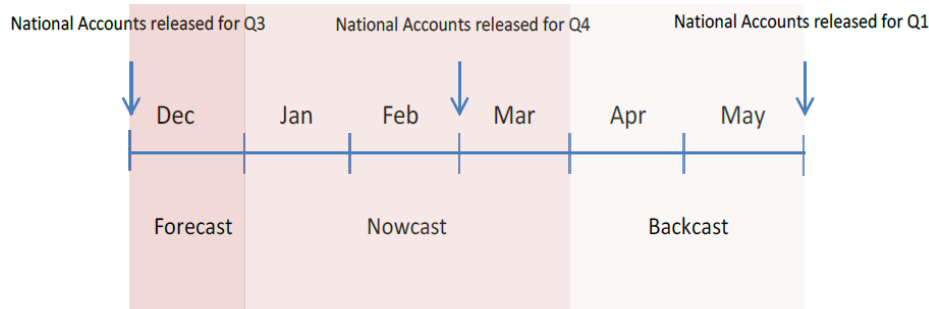 National Accounts released for Q3
National Accounts released for Q4
National Accounts released for Q1
Dec
Jan
Feb
Mar
Apr
May
Forecast
Nowcast
Backcast